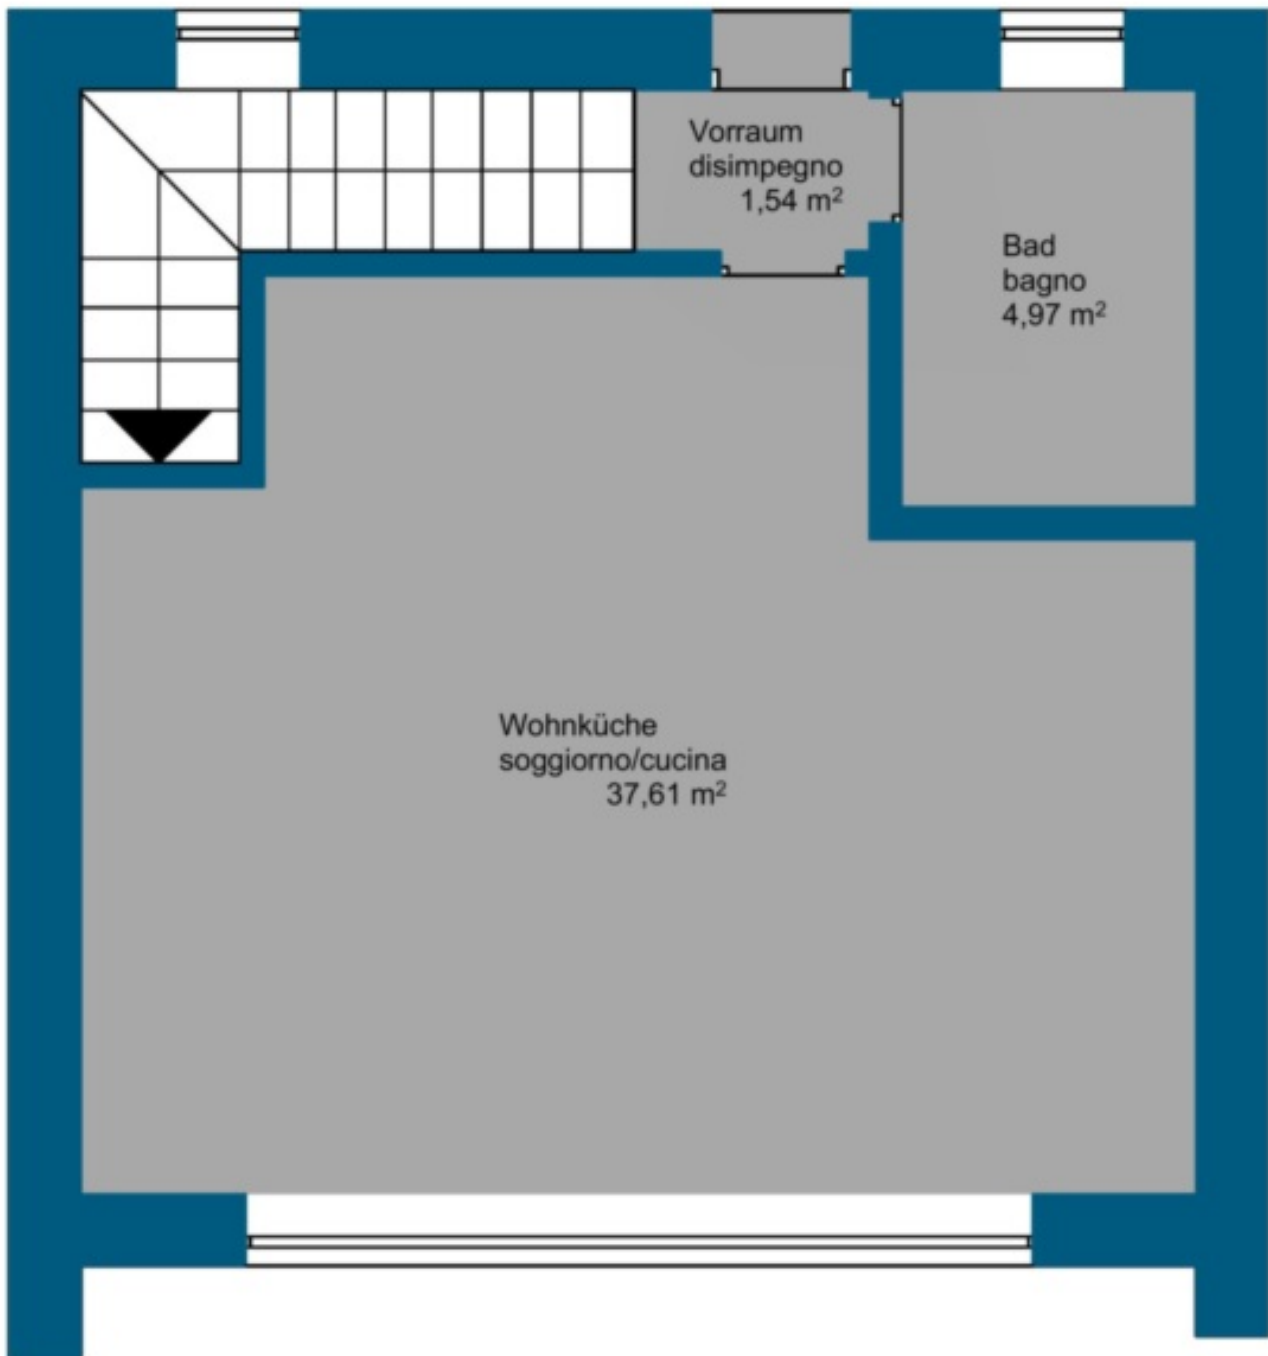 Vorraum
disimpegno
1,54 m²
Bad
bagno
4,97 m²
Wohnküche
soggiorno/cucina
37,61 m²